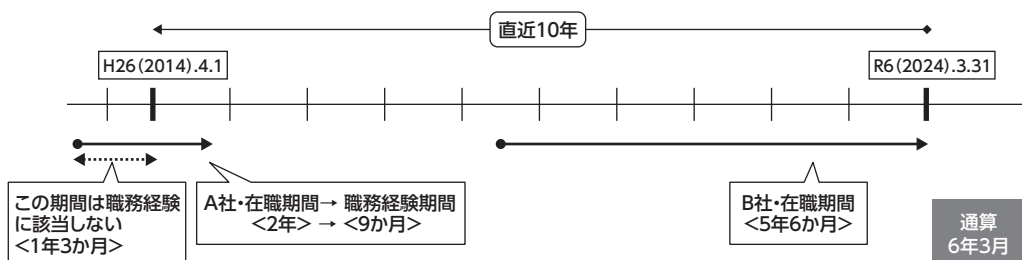 直近10年
H26(2014).4.1
R6(2024).3.31
この期間は職務経験
に該当しない
<1年3か月>
A社・在職期間→ 職務経験期間
<2年> → <9か月>
B社・在職期間
<5年6か月>
通算
6年3月